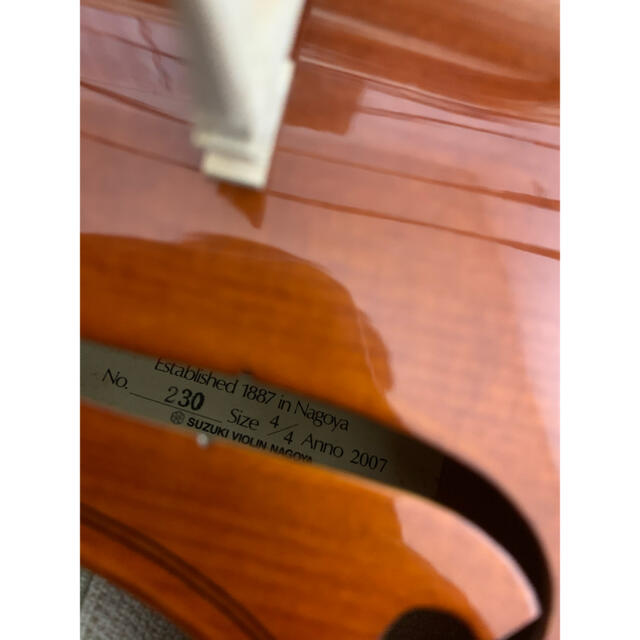 Established 1887 in Nagoya
No. 230 Size 4/4 Anno 2007
SUZUKI VIOLIN NAGOYA